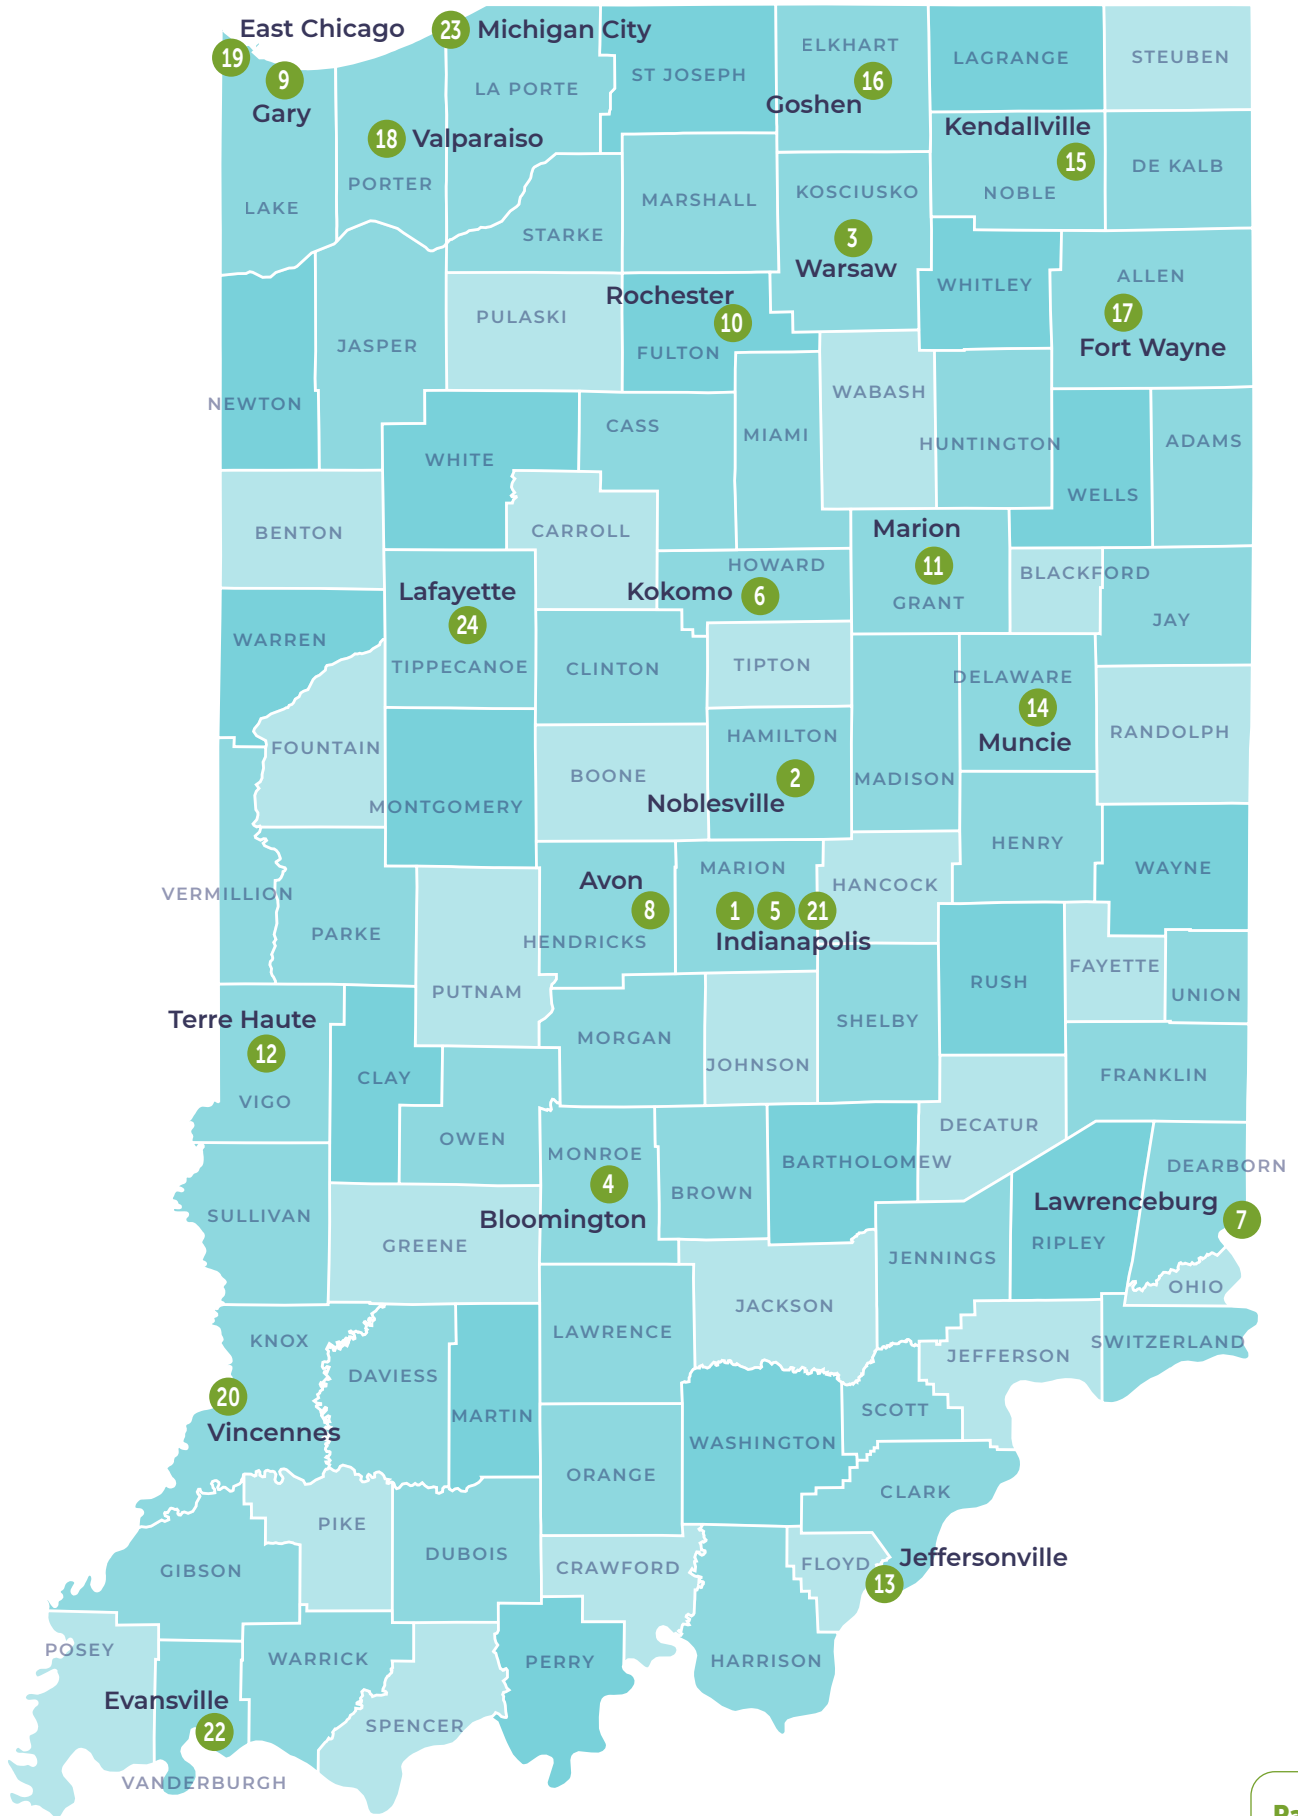 East Chicago
23 Michigan City
19
9
Gary
ELKHART
LAGRANGE
STEUBEN
ST JOSEPH
LA PORTE
16
Goshen
18 Valparaiso
Kendallville
15
PORTER
NOBLE
DE KALB
LAKE
MARSHALL
KOSCIUSKO
STARKE
3
Warsaw
Rochester
10
WHITLEY
ALLEN
17
Fort Wayne
PULASKI
JASPER
FULTON
WABASH
NEWTON
CASS
MIAMI
HUNTINGTON
ADAMS
WHITE
WELLS
BENTON
CARROLL
Marion
11
GRANT
HOWARD
Kokomo 6
BLACKFORD
JAY
Lafayette
24
TIPPECANOE
WARREN
CLINTON
TIPTON
DELAWARE
14
Muncie
RANDOLPH
FOUNTAIN
HAMILTON
2
Noblesville
BOONE
MADISON
MONTGOMERY
HENRY
WAYNE
VERMILLION
Avon
8
HENDRICKS
MARION
1 5 21
Indianapolis
HANCOCK
PARKE
PUTNAM
RUSH
FAYETTE
UNION
Terre Haute
12
VIGO
MORGAN
SHELBY
JOHNSON
CLAY
FRANKLIN
DECATUR
OWEN
MONROE
4
Bloomington
BROWN
BARTHOLOMEW
DEARBORN
Lawrenceburg
7
SULLIVAN
GREENE
RIPLEY
JENNINGS
OHIO
JACKSON
KNOX
LAWRENCE
SWITZERLAND
JEFFERSON
DAVIESS
20
Vincennes
MARTIN
SCOTT
WASHINGTON
ORANGE
CLARK
PIKE
DUBOIS
GIBSON
CRAWFORD
FLOYD
Jeffersonville
13
POSEY
WARRICK
PERRY
HARRISON
Evansville
22
SPENCER
VANDERBURGH